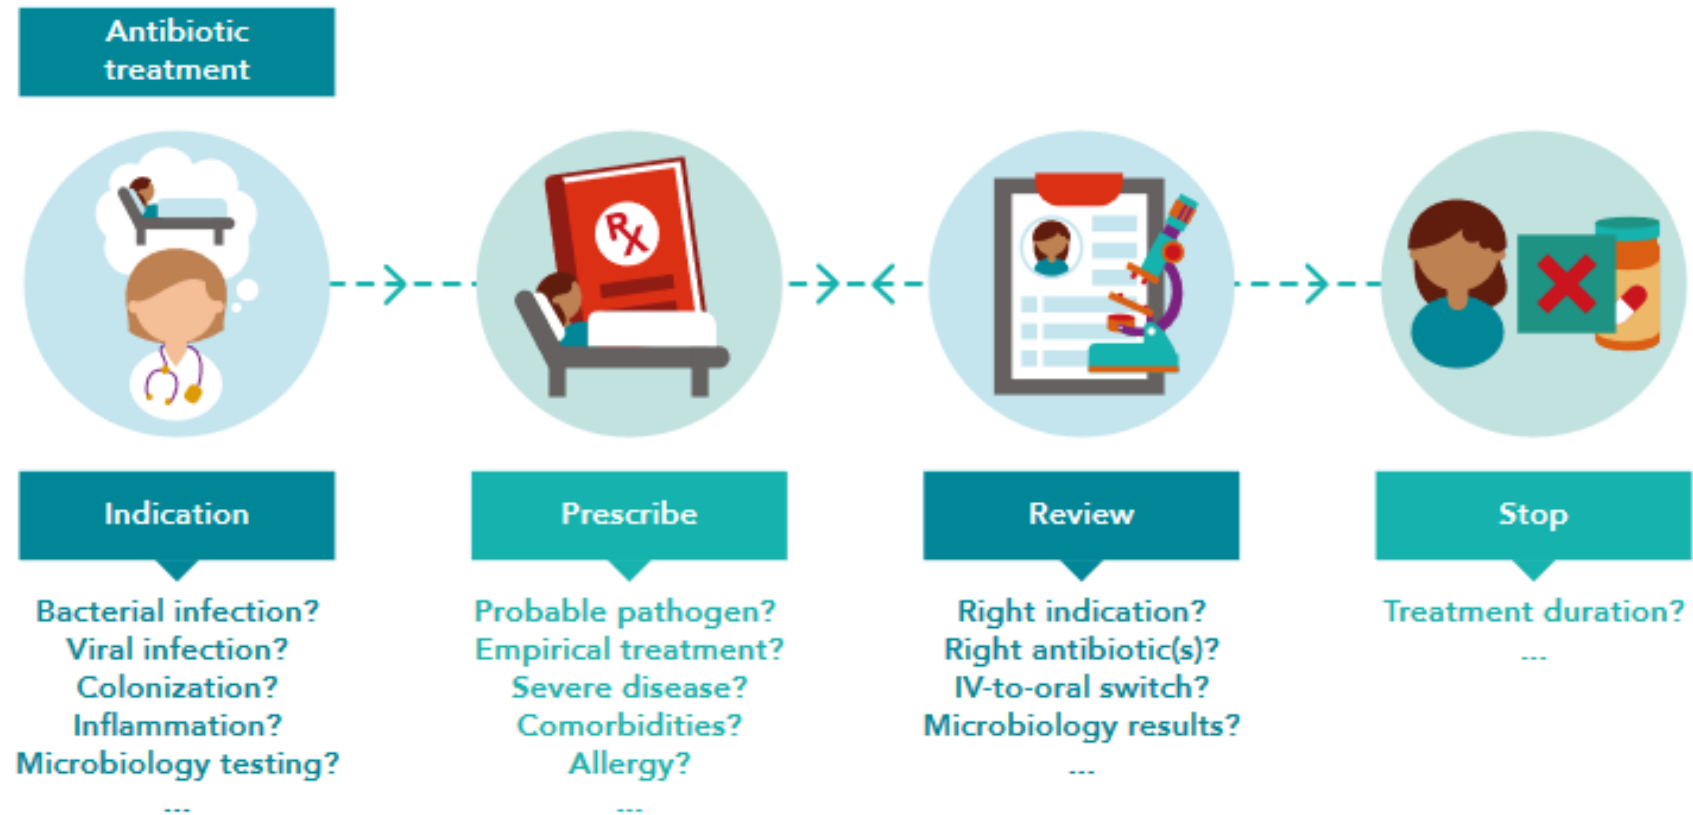 Antibiotic
treatment
Rx
Indication
Bacterial infection?
Viral infection?
Colonization?
Inflammation?
Microbiology testing?
...
Prescribe
Probable pathogen?
Empirical treatment?
Severe disease?
Comorbidities?
Allergy?
...
Review
Right indication?
Right antibiotic(s)?
IV-to-oral switch?
Microbiology results?
...
Stop
Treatment duration?
...